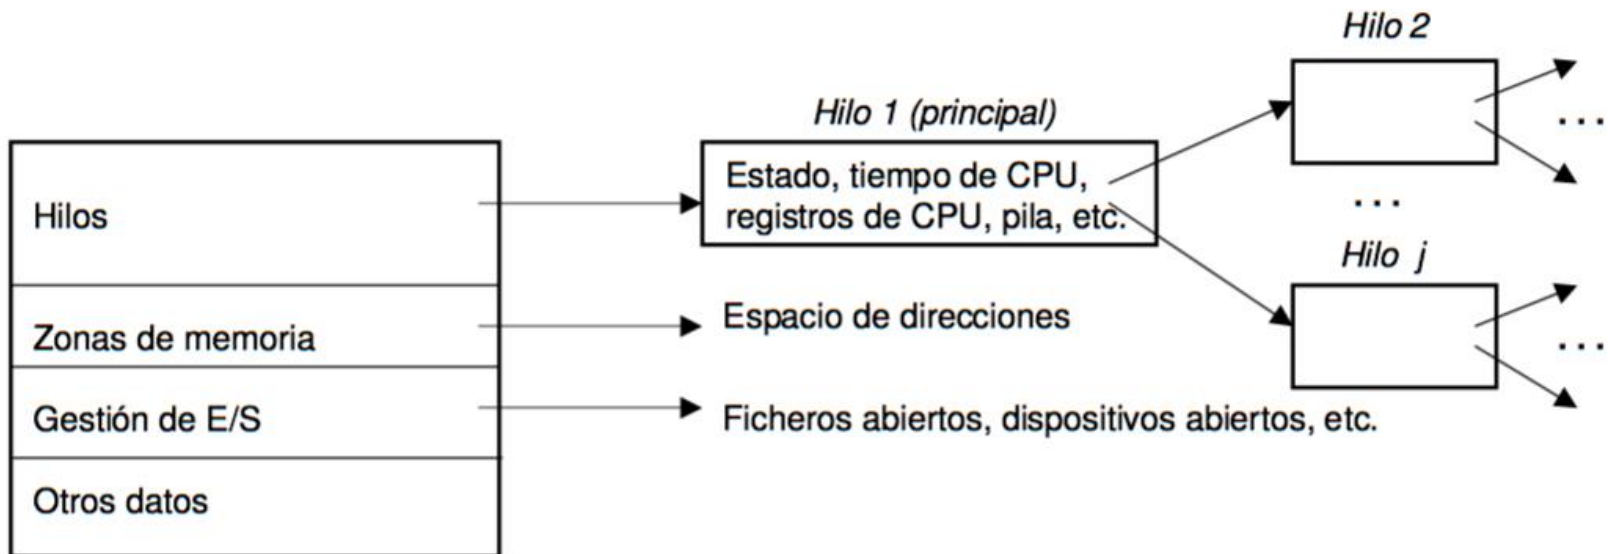 Hilo 2
Hilo 1 (principal)
Estado, tiempo de CPU,
registros de CPU, pila, etc.
...
...
Hilo j
...
Hilos
Zonas de memoria
Espacio de direcciones
Gestión de E/S
Ficheros abiertos, dispositivos abiertos, etc.
Otros datos